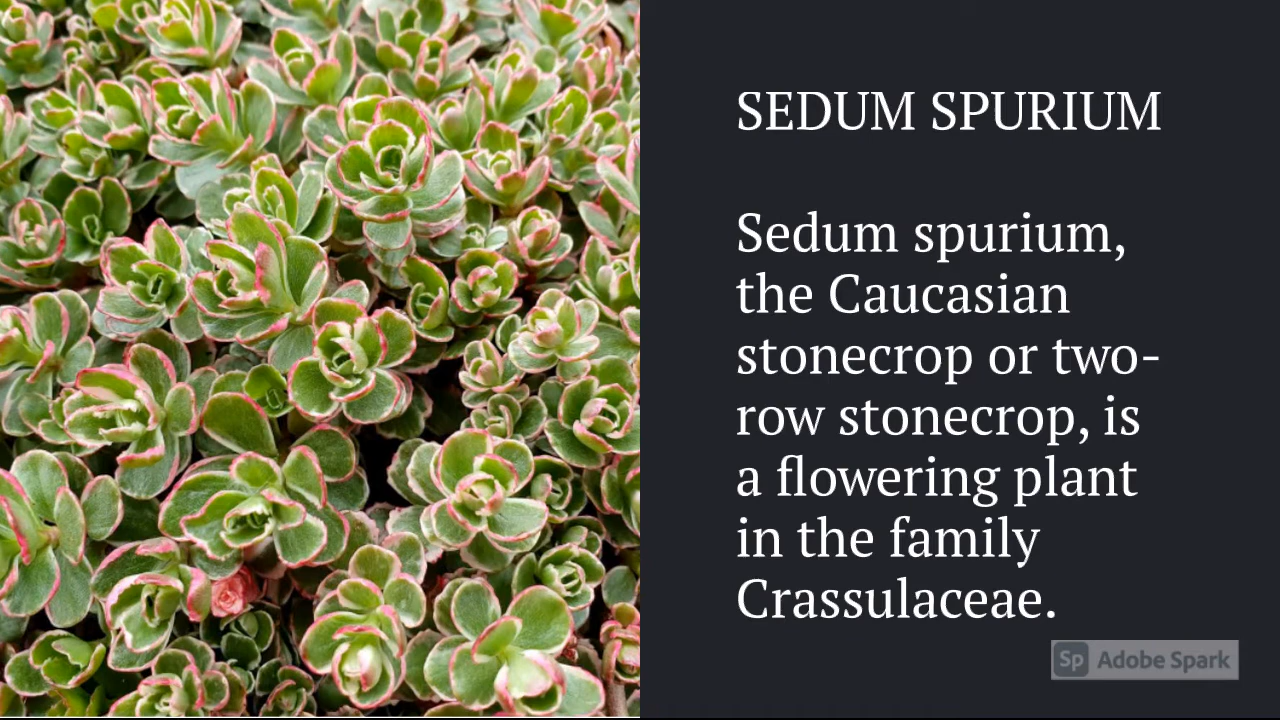 SEDUM SPURIUM
Sedum spurium,
the Caucasian
stonecrop or two-
row stonecrop, is
a flowering plant
in the family
Crassulaceae.
Sp Adobe Spark